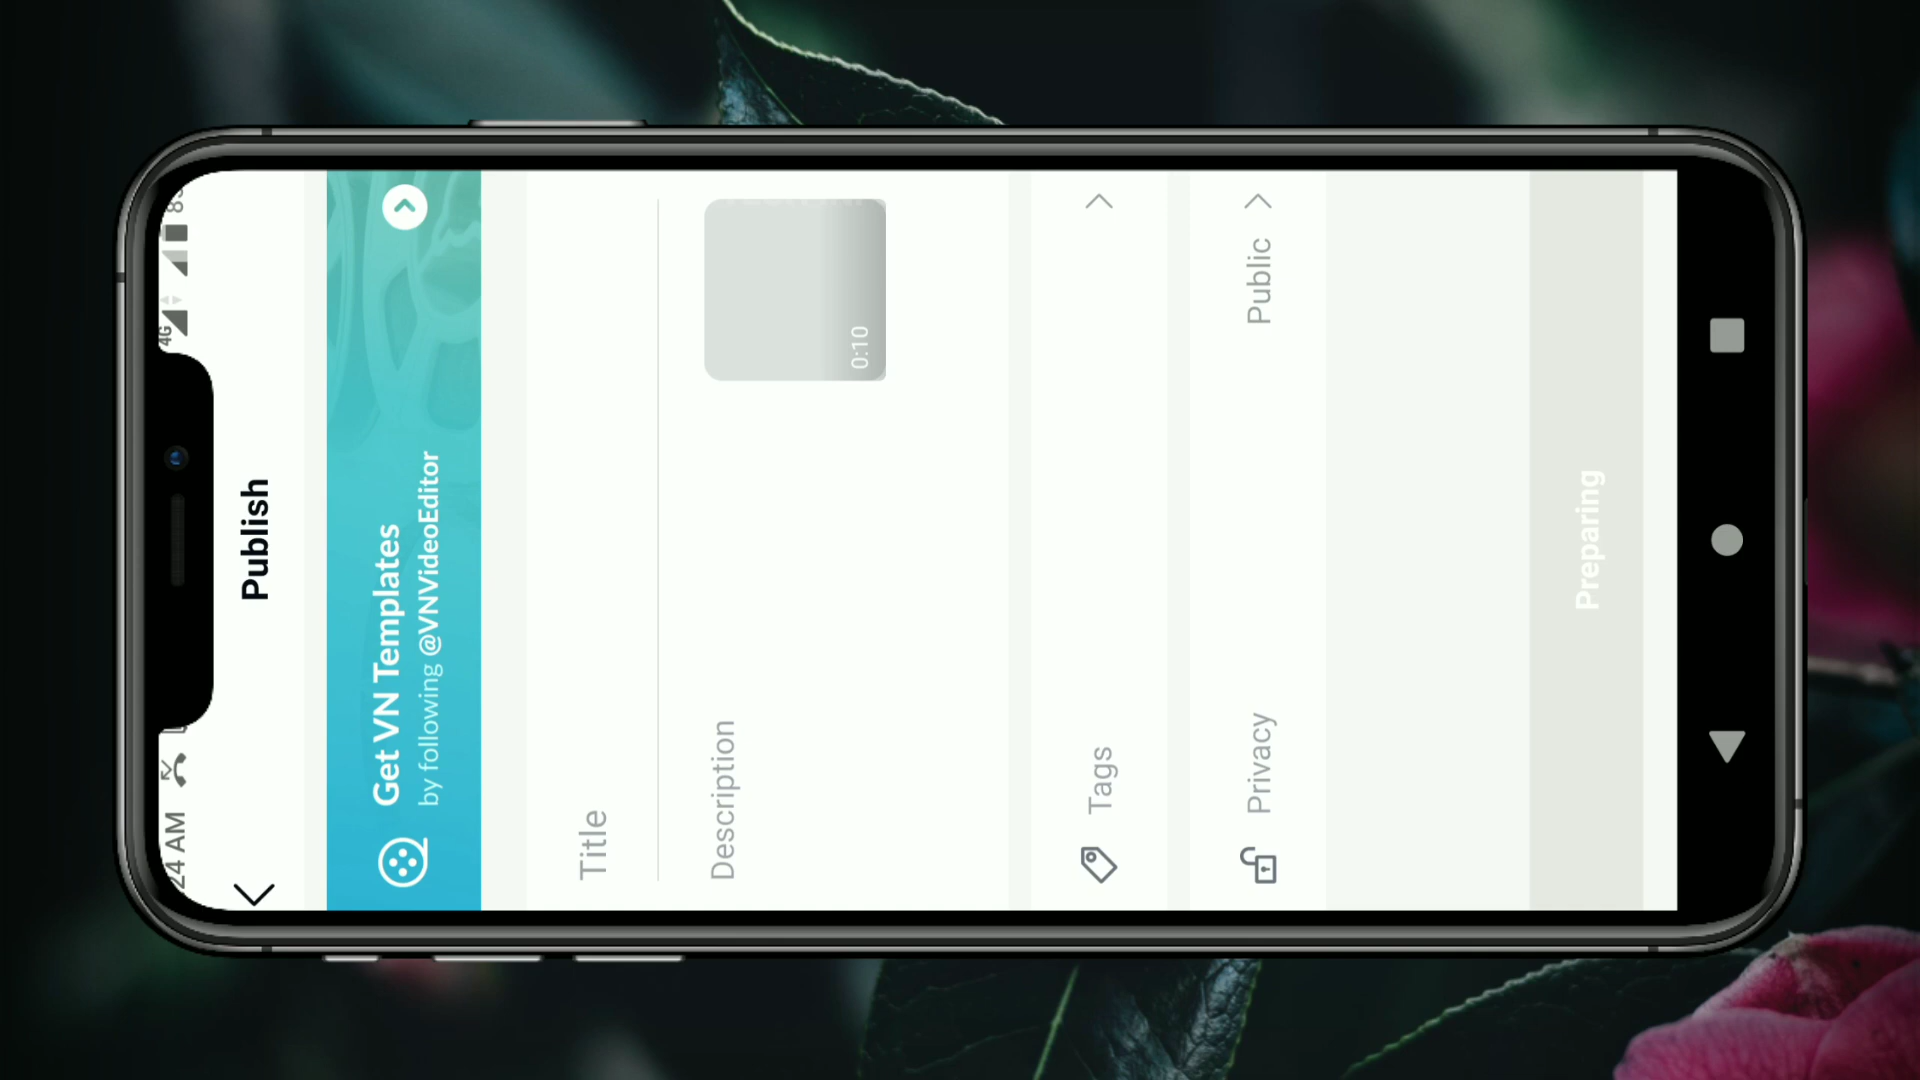 24 AM
4G
Publish
Get VN Templates
by following @VNVideoEditor
Title
Description
0:10
Tags
Privacy
Public
Preparing